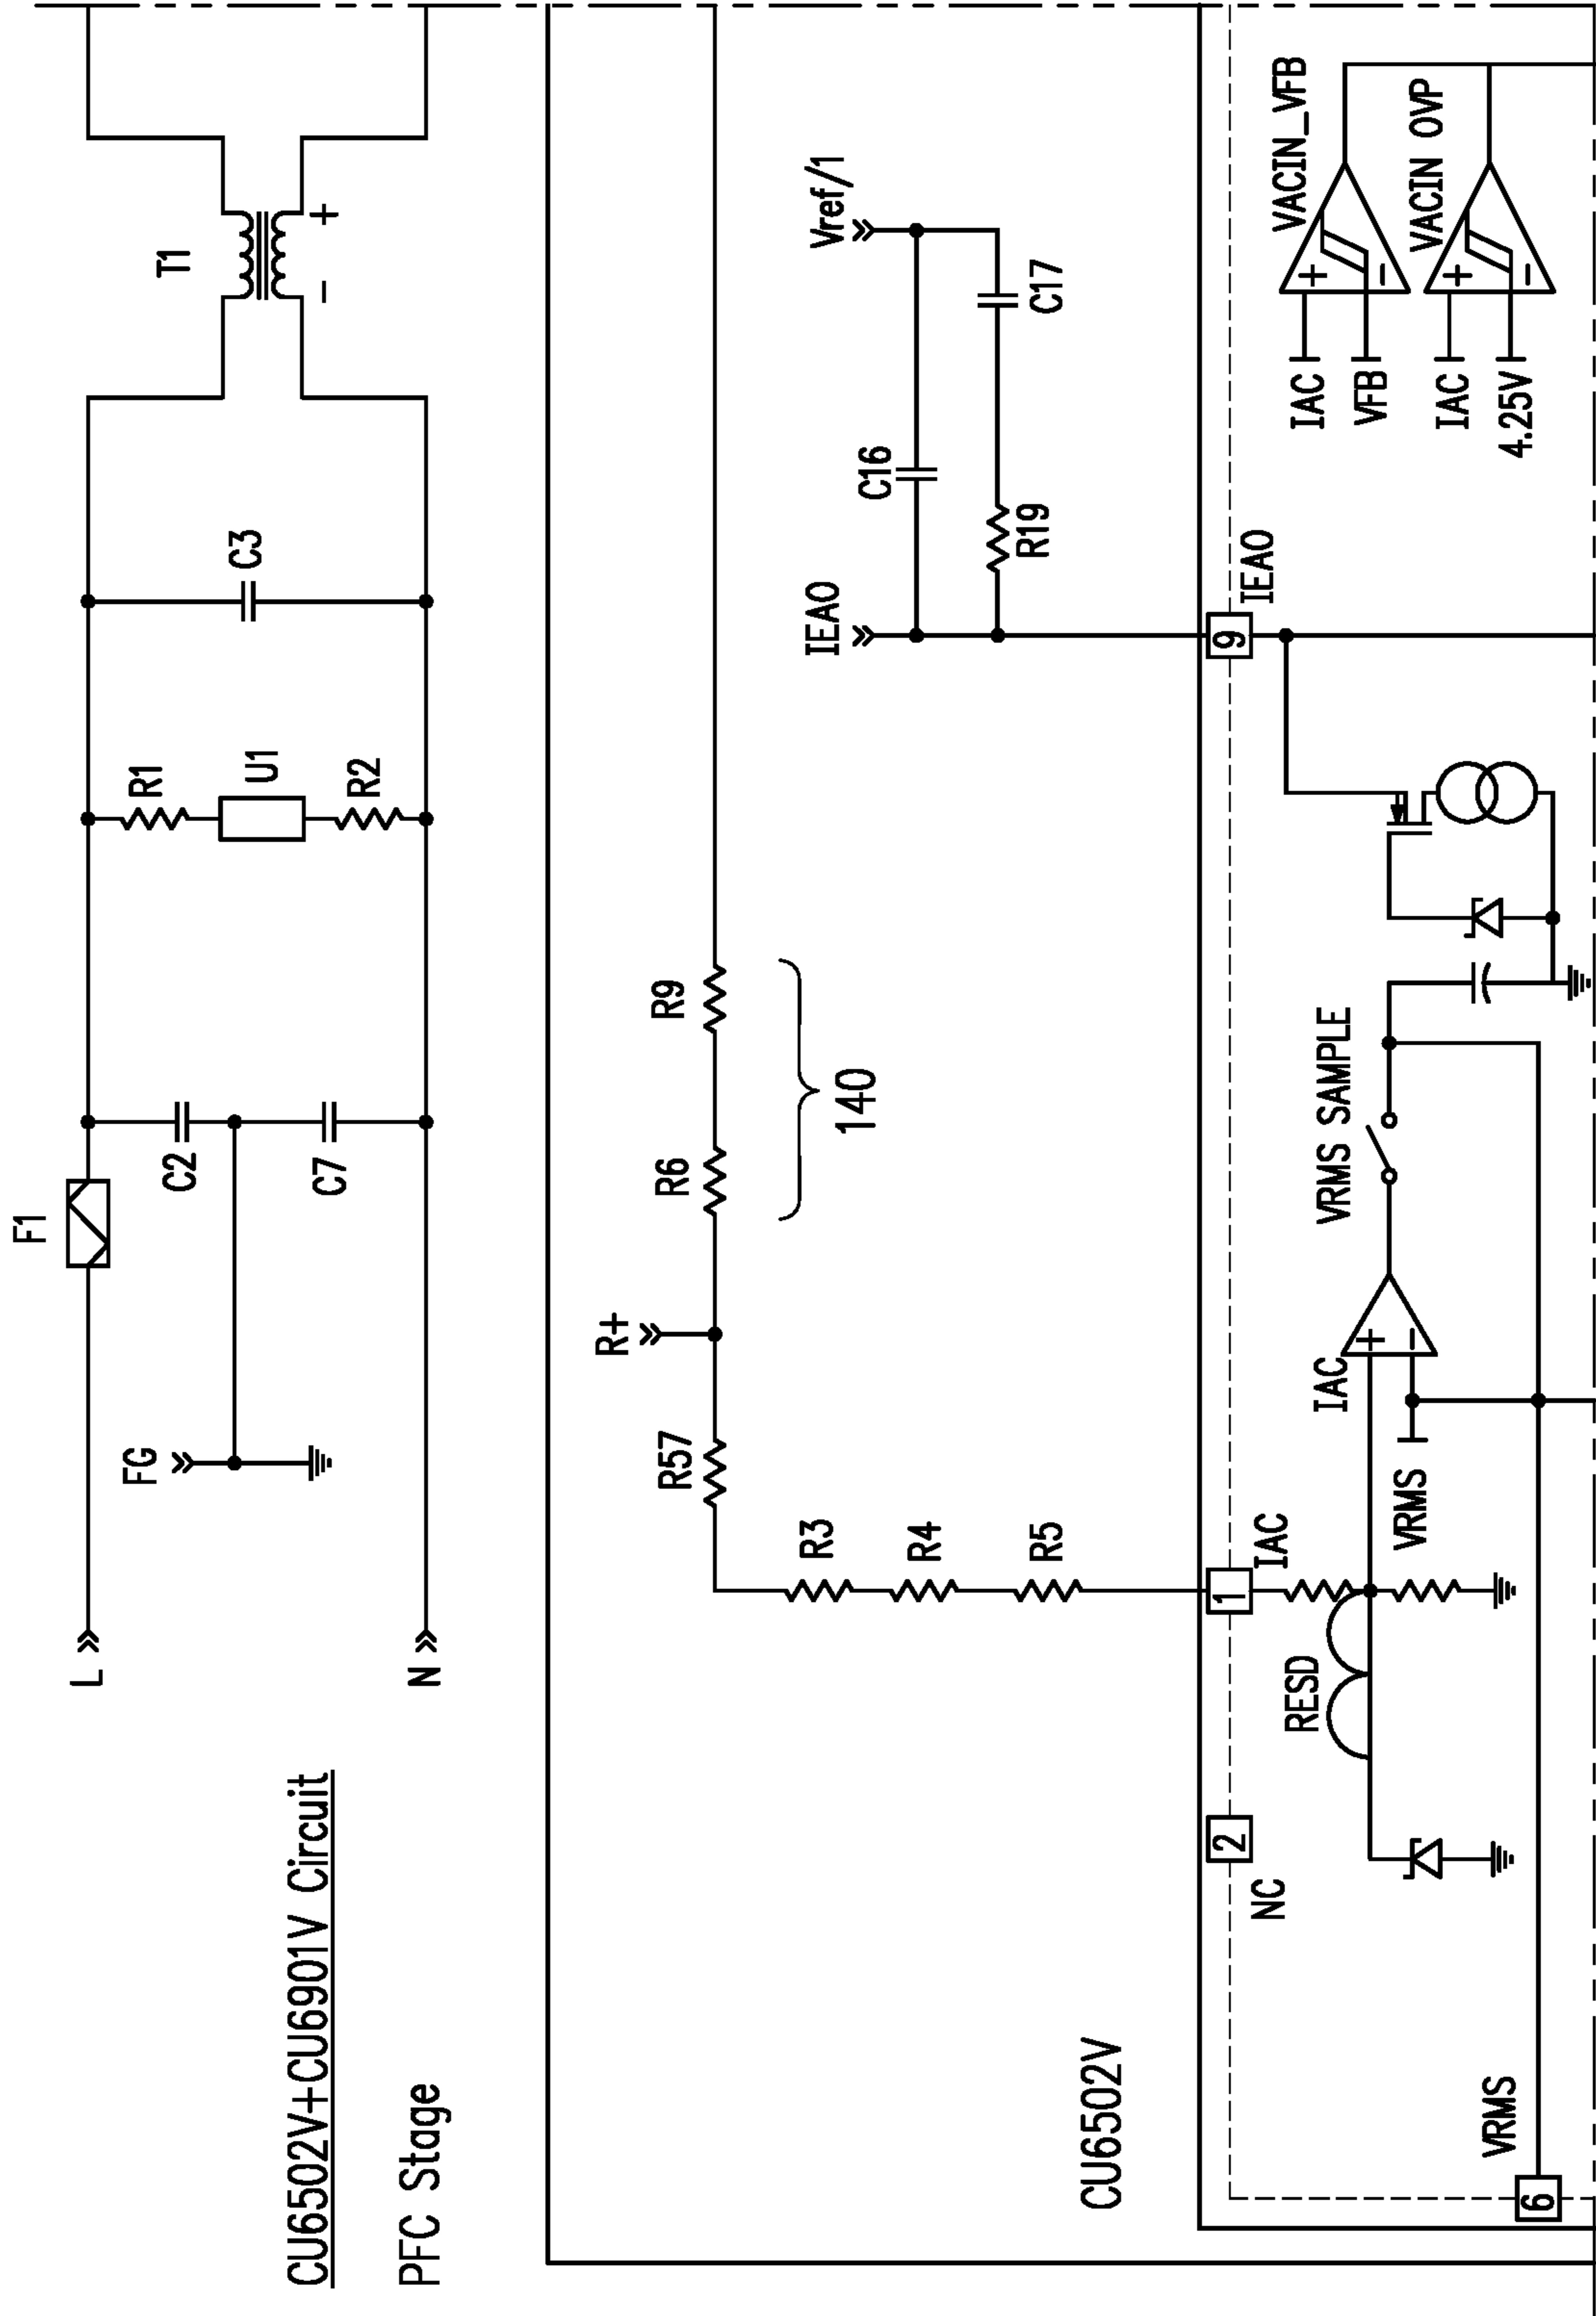 CU6502V+CU6901V Circuit
PFC Stage
L
N
FG
F1
C2
C7
R1
U1
R2
C3
T1
-
+
R57
R+
R6
R9
140
R3
R4
R5
IEAO
C16
R19
C17
Vref/1
CU6502V
2
NC
1
IAC
9
IEAO
RESD
IAC
+
-
VRMS
VRMS SAMPLE
6
VRMS
VACIN_VFB
IAC
VFB
+
-
VACIN OVP
IAC
4.25V
+
-